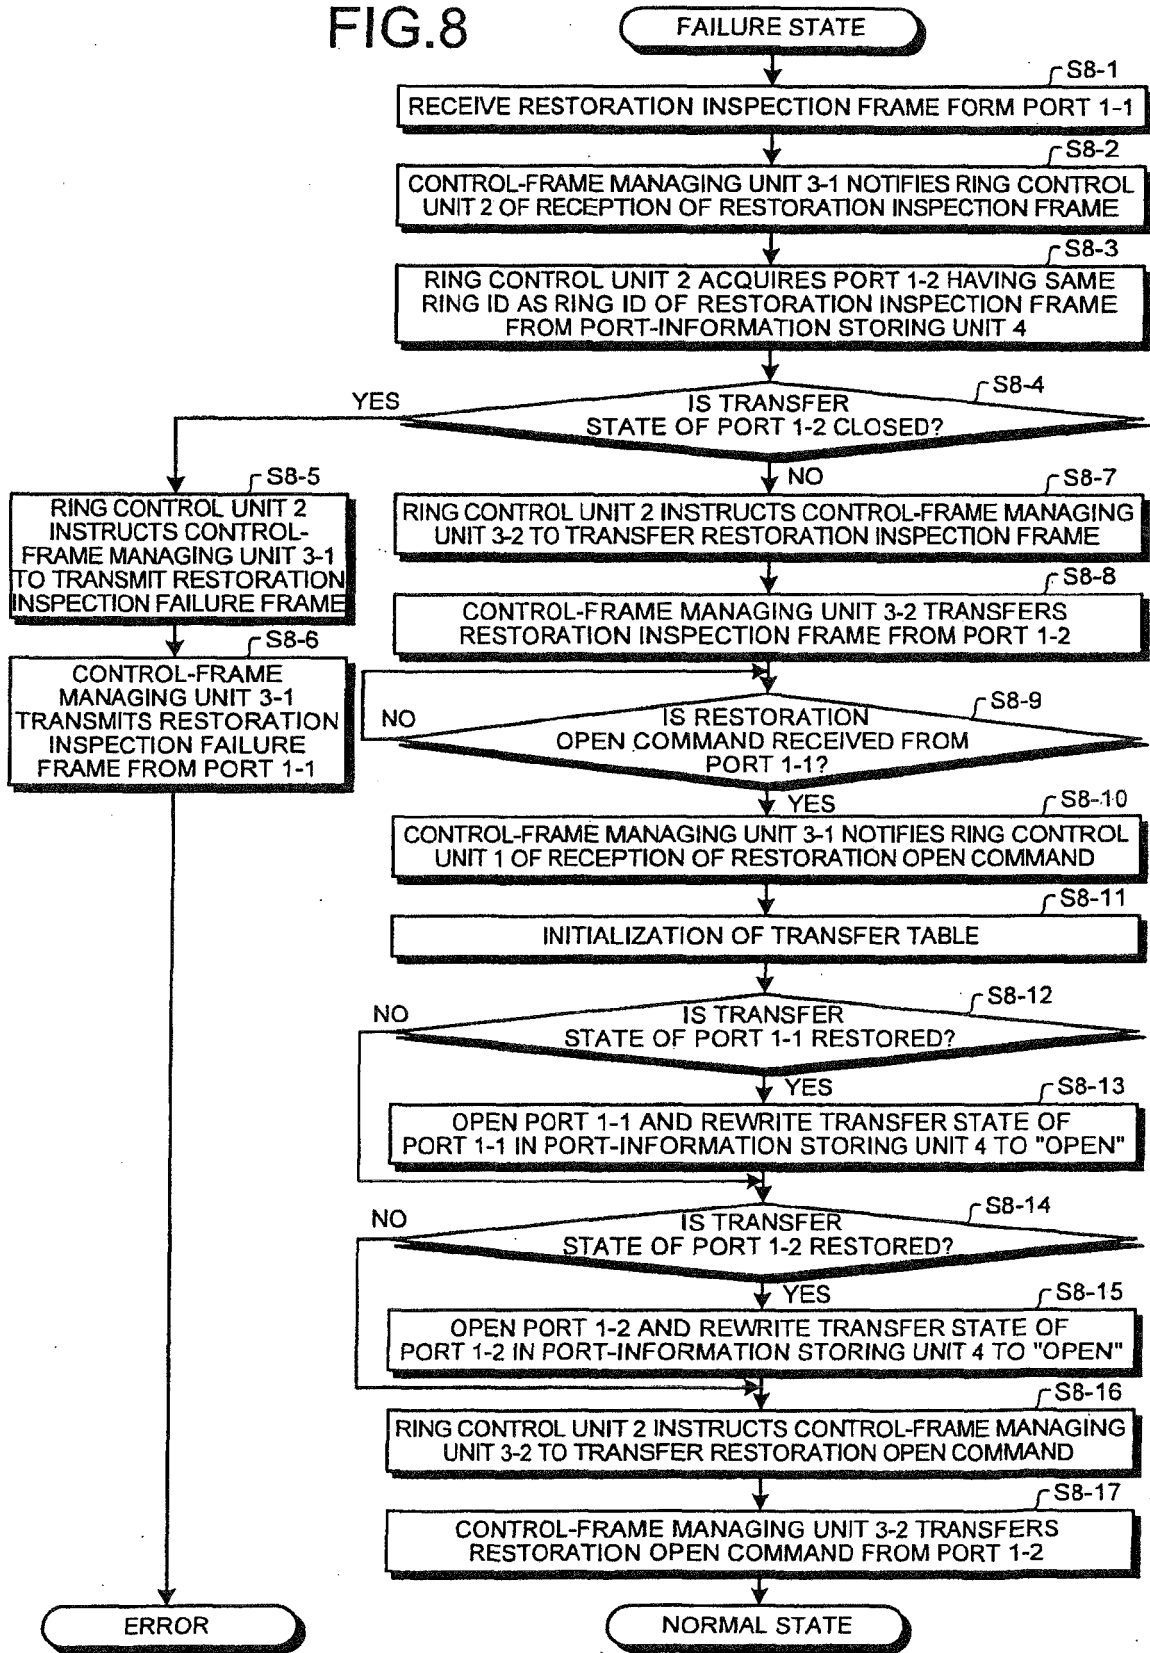 FIG.8
FAILURE STATE
S8-1
RECEIVE RESTORATION INSPECTION FRAME FORM PORT 1-1
S8-2
CONTROL-FRAME MANAGING UNIT 3-1 NOTIFIES RING CONTROL
UNIT 2 OF RECEPTION OF RESTORATION INSPECTION FRAME
S8-3
RING CONTROL UNIT 2 ACQUIRES PORT 1-2 HAVING SAME
RING ID AS RING ID OF RESTORATION INSPECTION FRAME
FROM PORT-INFORMATION STORING UNIT 4
S8-4
IS TRANSFER
STATE OF PORT 1-2 CLOSED?
YES
NO
S8-5
RING CONTROL UNIT 2
INSTRUCTS CONTROL-
FRAME MANAGING UNIT 3-1
TO TRANSMIT RESTORATION
INSPECTION FAILURE FRAME
S8-6
CONTROL-FRAME
MANAGING UNIT 3-1
TRANSMITS RESTORATION
INSPECTION FAILURE
FRAME FROM PORT 1-1
S8-7
RING CONTROL UNIT 2 INSTRUCTS CONTROL-FRAME MANAGING
UNIT 3-2 TO TRANSFER RESTORATION INSPECTION FRAME
S8-8
CONTROL-FRAME MANAGING UNIT 3-2 TRANSFERS
RESTORATION INSPECTION FRAME FROM PORT 1-2
S8-9
IS RESTORATION
OPEN COMMAND RECEIVED FROM
PORT 1-1?
NO
YES
S8-10
CONTROL-FRAME MANAGING UNIT 3-1 NOTIFIES RING CONTROL
UNIT 1 OF RECEPTION OF RESTORATION OPEN COMMAND
S8-11
INITIALIZATION OF TRANSFER TABLE
S8-12
IS TRANSFER
STATE OF PORT 1-1 RESTORED?
NO
YES
S8-13
OPEN PORT 1-1 AND REWRITE TRANSFER STATE OF
PORT 1-1 IN PORT-INFORMATION STORING UNIT 4 TO "OPEN"
S8-14
IS TRANSFER
STATE OF PORT 1-2 RESTORED?
NO
YES
S8-15
OPEN PORT 1-2 AND REWRITE TRANSFER STATE OF
PORT 1-2 IN PORT-INFORMATION STORING UNIT 4 TO "OPEN"
S8-16
RING CONTROL UNIT 2 INSTRUCTS CONTROL-FRAME MANAGING
UNIT 3-2 TO TRANSFER RESTORATION OPEN COMMAND
S8-17
CONTROL-FRAME MANAGING UNIT 3-2 TRANSFERS
RESTORATION OPEN COMMAND FROM PORT 1-2
ERROR
NORMAL STATE